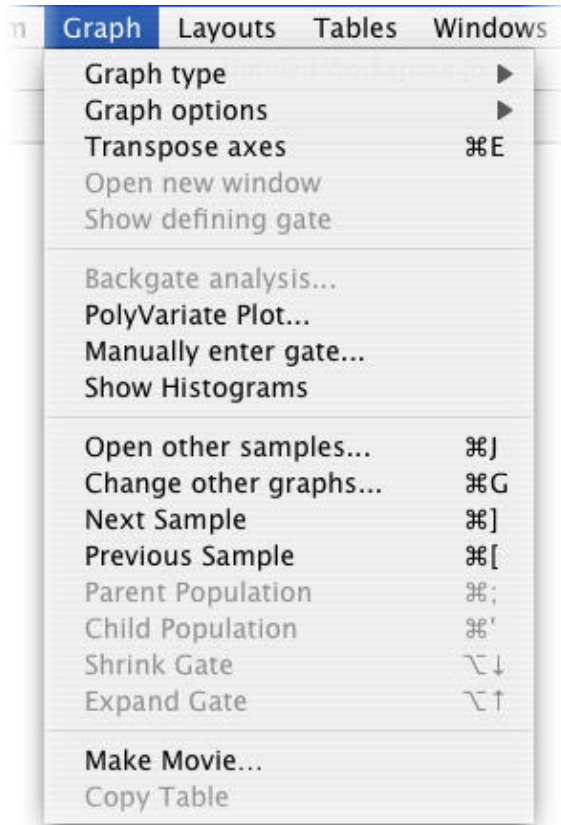 Graph Layouts Tables Windows
Graph type ▶
Graph options ▶
Transpose axes ⌘E
Open new window
Show defining gate
Backgate analysis...
PolyVariate Plot...
Manually enter gate...
Show Histograms
Open other samples... ⌘J
Change other graphs... ⌘G
Next Sample ⌘]
Previous Sample ⌘[
Parent Population ⌘;
Child Population ⌘'
Shrink Gate ⌥↓
Expand Gate ⌥↑
Make Movie...
Copy Table